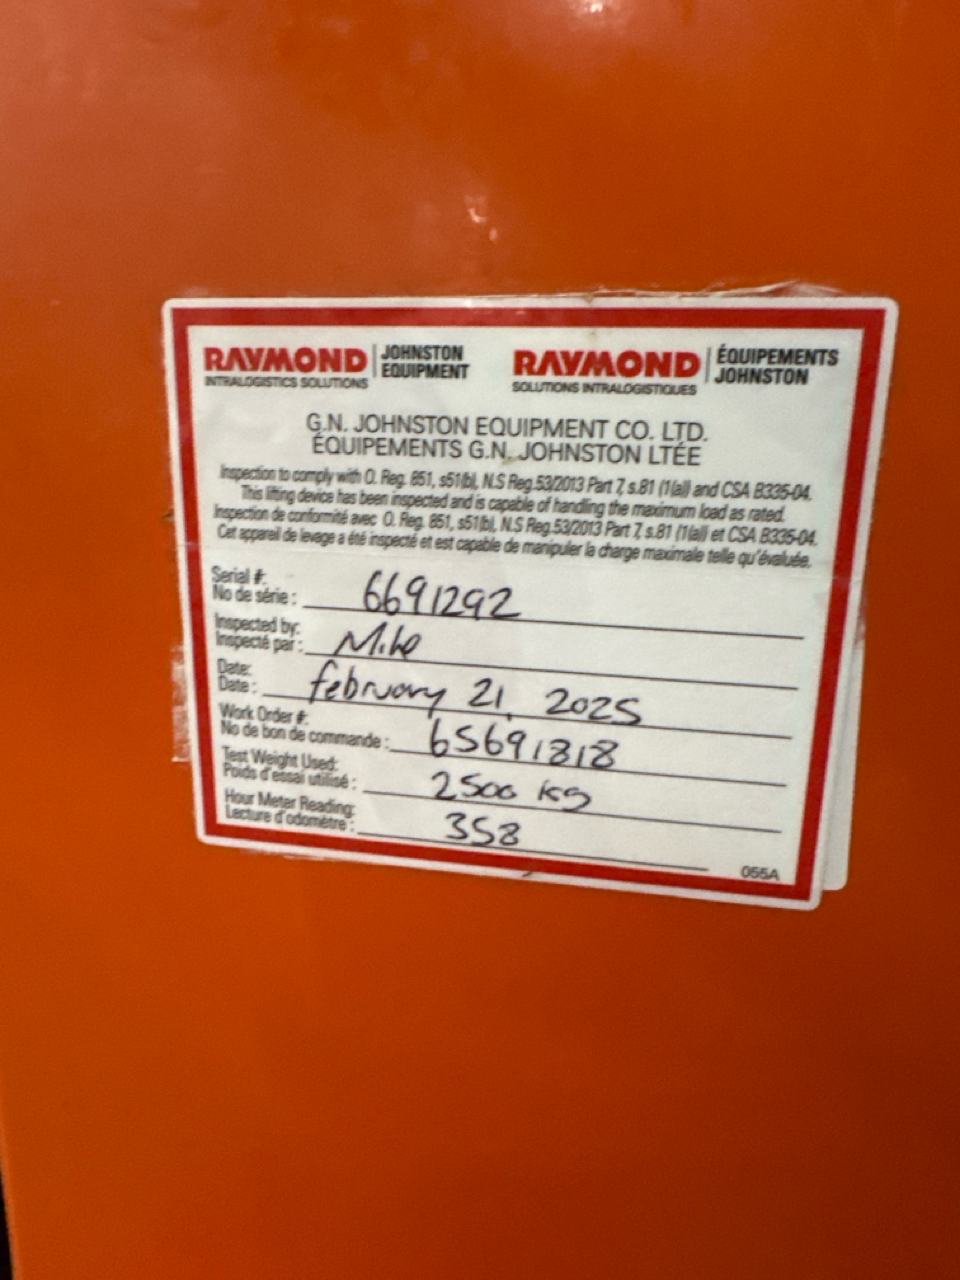 RAYMOND | JOHNSTON EQUIPMENT
INTRALOGISTICS SOLUTIONS
RAYMOND | ÉQUIPEMENTS JOHNSTON
SOLUTIONS INTRALOGISTIQUES
G.N. JOHNSTON EQUIPMENT CO. LTD.
ÉQUIPEMENTS G.N. JOHNSTON LTÉE
Inspection to comply with O. Reg. 851, s51(b), N.S Reg.53/2013 Part 7, s.81 (1)(a)) and CSA B335-04.
This lifting device has been inspected and is capable of handling the maximum load as rated.
Inspection de conformité avec O. Reg. 851, s51(b), N.S Reg.53/2013 Part 7, s.81 (1)(a)) et CSA B335-04.
Cet appareil de levage a été inspecté et est capable de manipuler la charge maximale telle qu'évaluée.
Serial #:
No de série : 6691292
Inspected by:
Inspecté par : Mike
Date:
Date : february 21, 2025
Work Order #:
No de bon de commande : 65691818
Test Weight Used:
Poids d'essai utilisé : 2500 kg
Hour Meter Reading:
Lecture d'odomètre : 358
055A